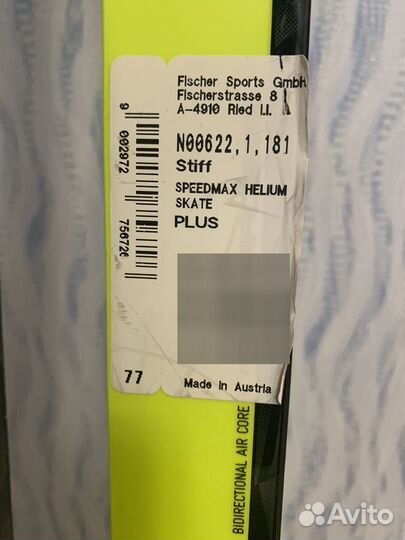 Fischer Sports GmbH
Fischerstrasse 8
A-4910 Ried I.I.
N00622,1,181
Stiff
SPEEDMAX HELIUM
SKATE
PLUS
9 002972 756726
77
Made In Austria
BIDIRECTIONAL AIR CORE
Avito